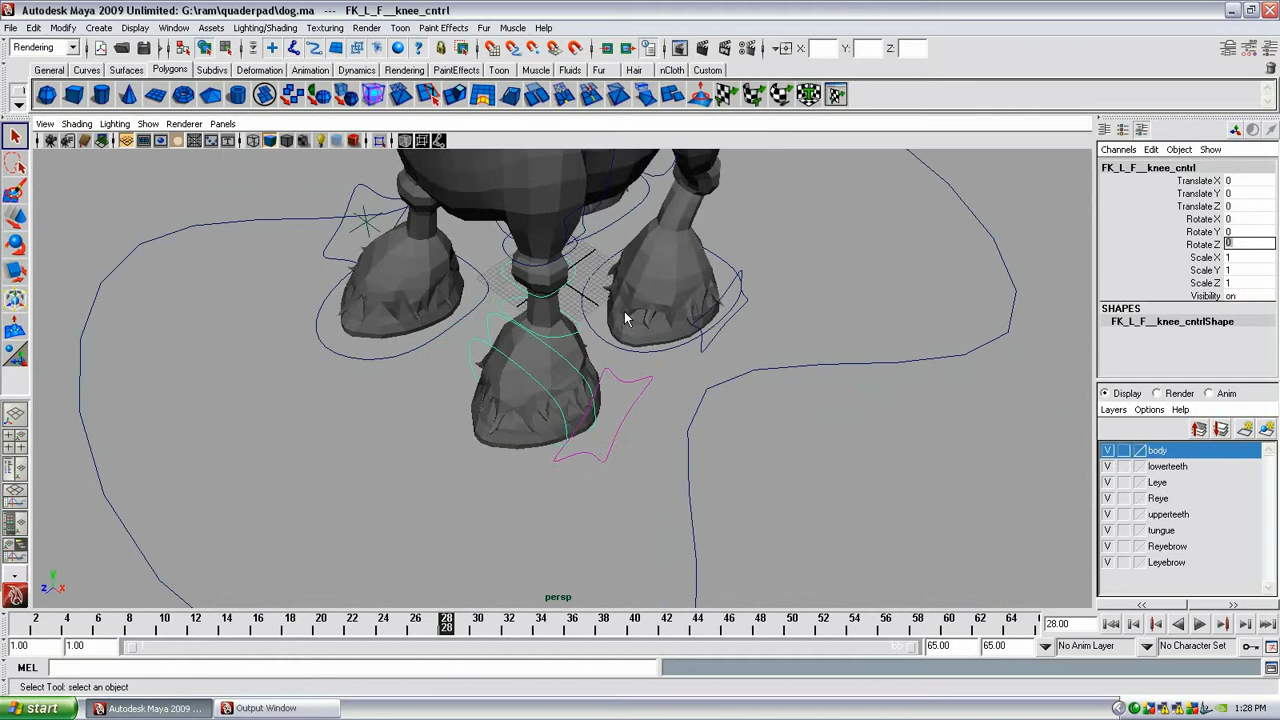 Autodesk Maya 2009 Unlimited: G:\ram\quaderpad\dog.ma --- FK_L_F__knee_cntrl
File Edit Modify Create Display Window Assets Lighting/Shading Texturing Render Toon Paint Effects Fur Muscle Help
Rendering X: Y: Z:
General Curves Surfaces Polygons Subdivs Deformation Animation Dynamics Rendering PaintEffects Toon Muscle Fluids Fur Hair nCloth Custom
View Shading Lighting Show Renderer Panels
Channels Edit Object Show
FK_L_F__knee_cntrl
Translate X 0
Translate Y 0
Translate Z 0
Rotate X 0
Rotate Y 0
Rotate Z 0
Scale X 1
Scale Y 1
Scale Z 1
Visibility on
SHAPES
FK_L_F__knee_cntrlShape
Display Render Anim
Layers Options Help
V body
V lowerteeth
V Leye
V Reye
V upperteeth
V tongue
V Reyebrow
V Leyebrow
y
z x
persp
2 4 6 8 10 12 14 16 18 20 22 24 26 28 30 32 34 36 38 40 42 44 46 48 50 52 54 56 58 60 62 64
28 28.00
1.00 1.00 65.00 65.00 No Anim Layer No Character Set
MEL
Select Tool: select an object
start Autodesk Maya 2009 ... Output Window 1:28 PM